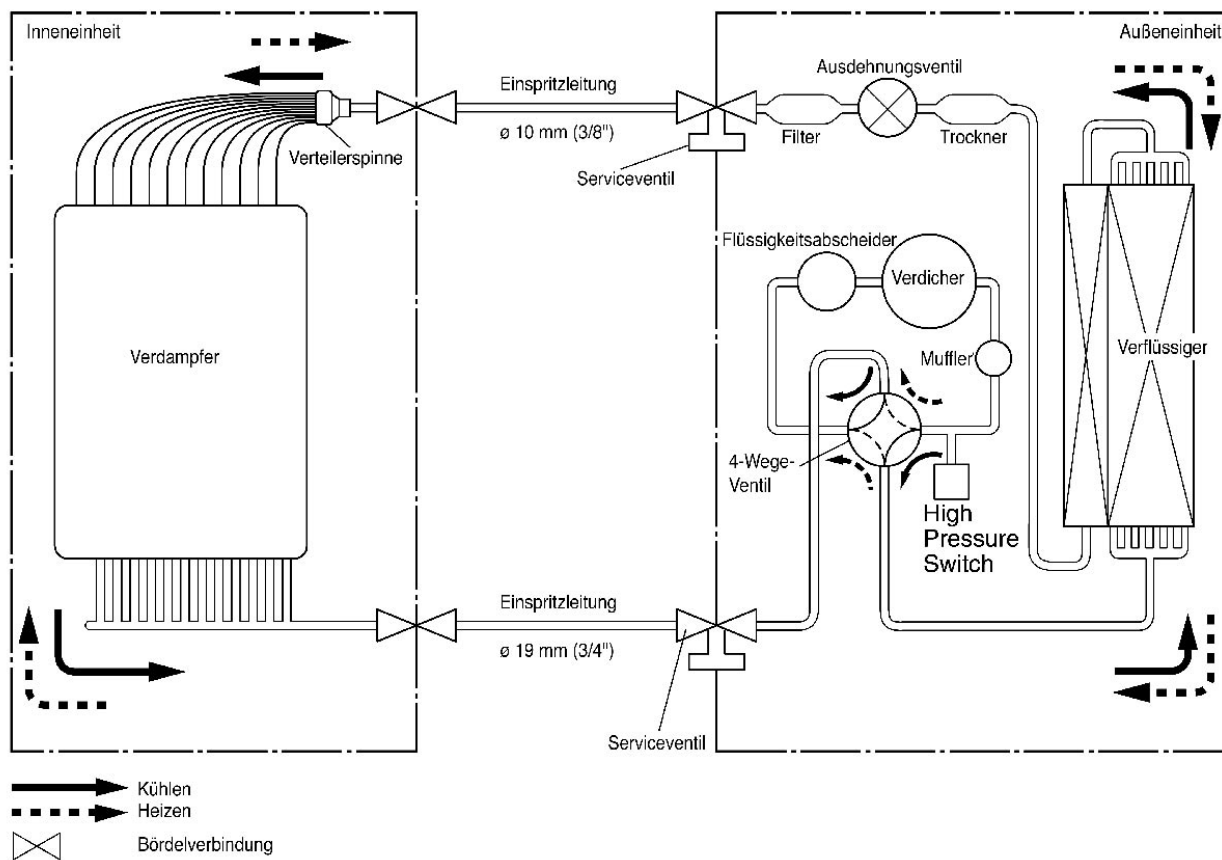 Inneneinheit
Außeneinheit
Einspritzleitung
ø 10 mm (3/8")
Verteilerspinne
Serviceventil
Ausdehnungsventil
Filter
Trockner
Flüssigkeitsabscheider
Verdicher
Verdampfer
Muffler
Verflüssiger
4-Wege-
Ventil
High
Pressure
Switch
Einspritzleitung
ø 19 mm (3/4")
Serviceventil
Kühlen
Heizen
Bördelverbindung